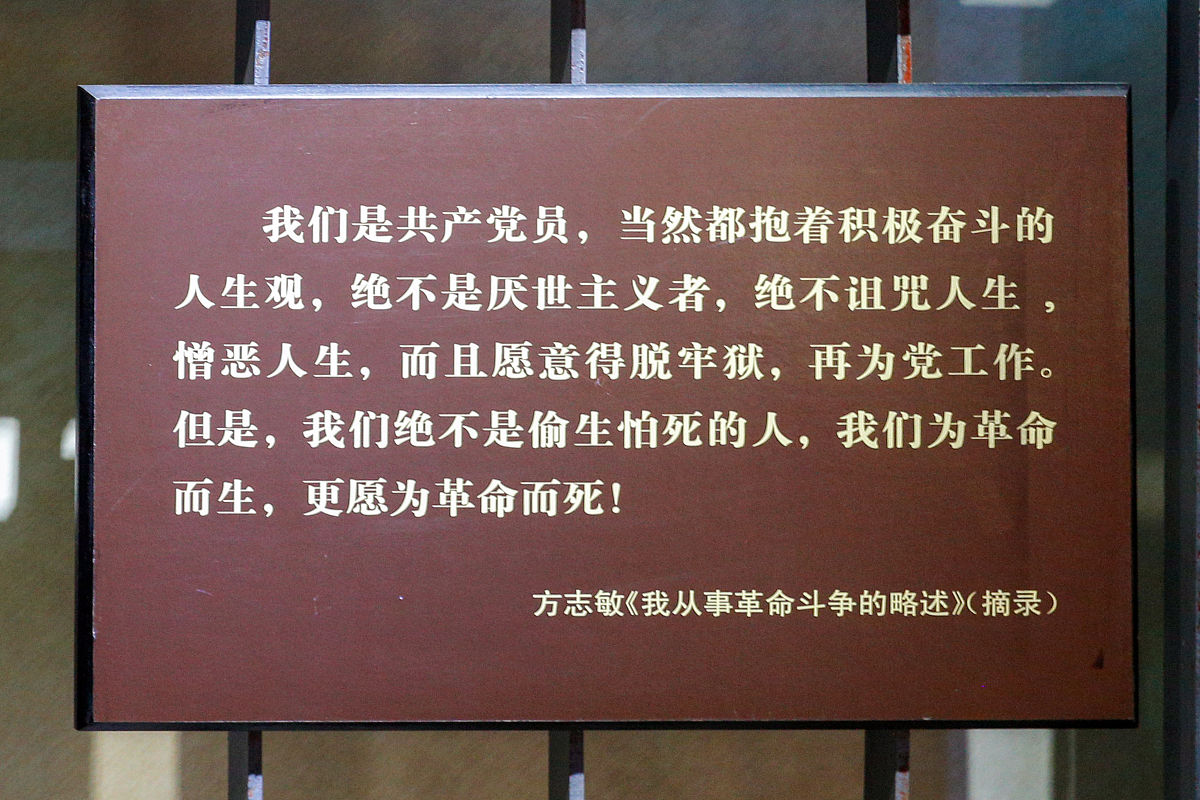 我们是共产党员，当然都抱着积极奋斗的
人生观，绝不是厌世主义者，绝不诅咒人生，
憎恶人生，而且愿意得脱牢狱，再为党工作。
但是，我们绝不是偷生怕死的人，我们为革命
而生，更愿为革命而死！
方志敏《我从事革命斗争的略述》（摘录）